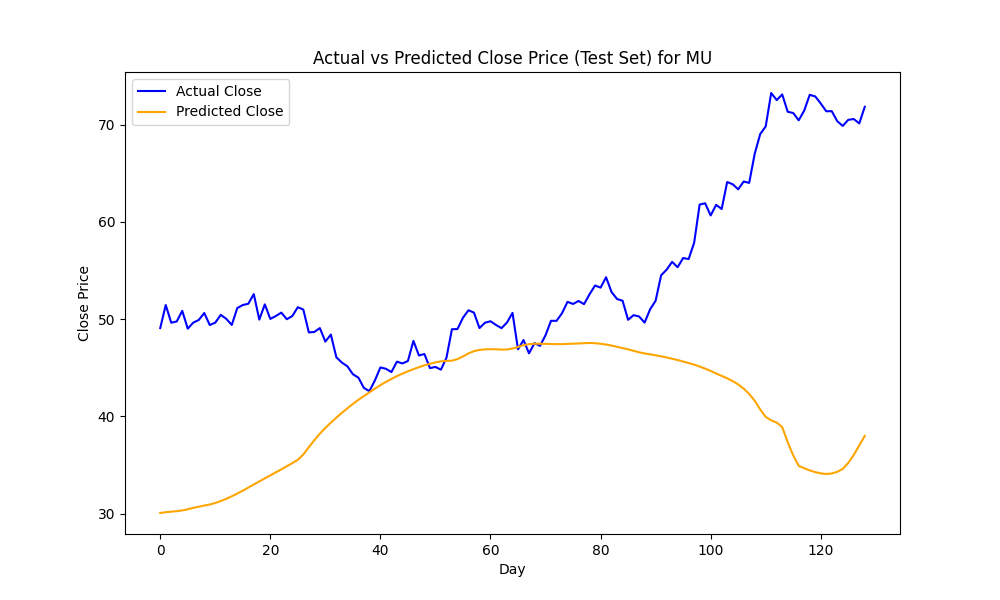 Actual vs Predicted Close Price (Test Set) for MU
Actual Close
Predicted Close
70
60
50
40
30
Close Price
0 20 40 60 80 100 120
Day